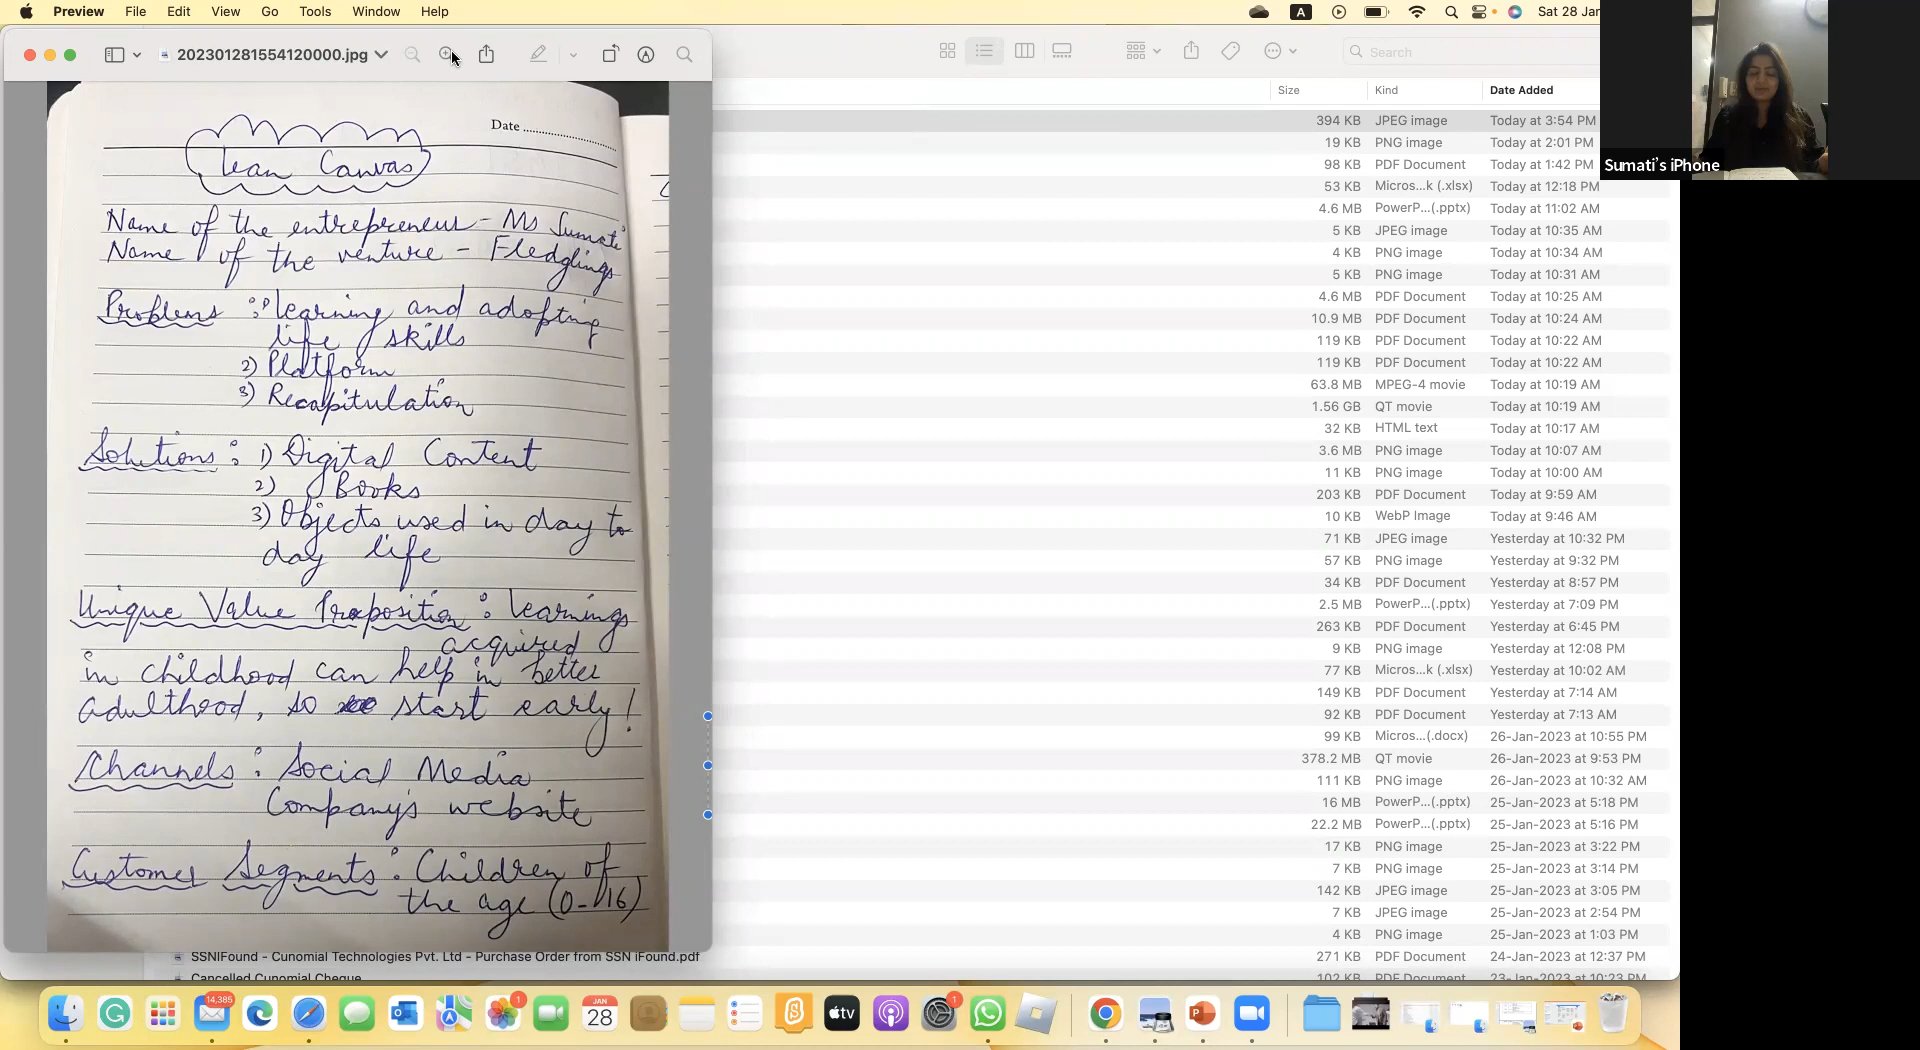 Preview File Edit View Go Tools Window Help
A
Sat 28 Jan
202301281554120000.jpg
Search
Size Kind Date Added
Date
Lean Canvas
Name of the entrepreneur - Ms Sumati
Name of the venture - Fledglings
Problems : 1) learning and adopting
life skills
2) Platform
3) Recapitulation
Solutions : 1) Digital Content
2) Books
3) Objects used in day to
day life
Unique Value Proposition : learnings
acquired
in childhood can help in better
adulthood, so start early!
Channels : Social Media
Company's website
Customer Segments : Children of
the age (0-16)
394 KB JPEG image Today at 3:54 PM
19 KB PNG image Today at 2:01 PM
98 KB PDF Document Today at 1:42 PM
53 KB Micros...k (.xlsx) Today at 12:18 PM
4.6 MB PowerP...(.pptx) Today at 11:02 AM
5 KB JPEG image Today at 10:35 AM
4 KB PNG image Today at 10:34 AM
5 KB PNG image Today at 10:31 AM
4.6 MB PDF Document Today at 10:25 AM
10.9 MB PDF Document Today at 10:24 AM
119 KB PDF Document Today at 10:22 AM
119 KB PDF Document Today at 10:22 AM
63.8 MB MPEG-4 movie Today at 10:19 AM
1.56 GB QT movie Today at 10:19 AM
32 KB HTML text Today at 10:17 AM
3.6 MB PNG image Today at 10:07 AM
11 KB PNG image Today at 10:00 AM
203 KB PDF Document Today at 9:59 AM
10 KB WebP Image Today at 9:46 AM
71 KB JPEG image Yesterday at 10:32 PM
57 KB PNG image Yesterday at 9:32 PM
34 KB PDF Document Yesterday at 8:57 PM
2.5 MB PowerP...(.pptx) Yesterday at 7:09 PM
263 KB PDF Document Yesterday at 6:45 PM
9 KB PNG image Yesterday at 12:08 PM
77 KB Micros...k (.xlsx) Yesterday at 10:02 AM
149 KB PDF Document Yesterday at 7:14 AM
92 KB PDF Document Yesterday at 7:13 AM
99 KB Micros...(.docx) 26-Jan-2023 at 10:55 PM
378.2 MB QT movie 26-Jan-2023 at 9:53 PM
111 KB PNG image 26-Jan-2023 at 10:32 AM
16 MB PowerP...(.pptx) 25-Jan-2023 at 5:18 PM
22.2 MB PowerP...(.pptx) 25-Jan-2023 at 5:16 PM
17 KB PNG image 25-Jan-2023 at 3:22 PM
7 KB PNG image 25-Jan-2023 at 3:14 PM
142 KB JPEG image 25-Jan-2023 at 3:05 PM
7 KB JPEG image 25-Jan-2023 at 2:54 PM
4 KB PNG image 25-Jan-2023 at 1:03 PM
SSNIFound - Cunomial Technologies Pvt. Ltd - Purchase Order from SSN iFound.pdf 271 KB PDF Document 24-Jan-2023 at 12:37 PM
Cancelled Cunomial Cheque 102 KB PDF Document 23-Jan-2023 at 10:23 PM
Sumati's iPhone
14,385
1
JAN
28
tv
1
P